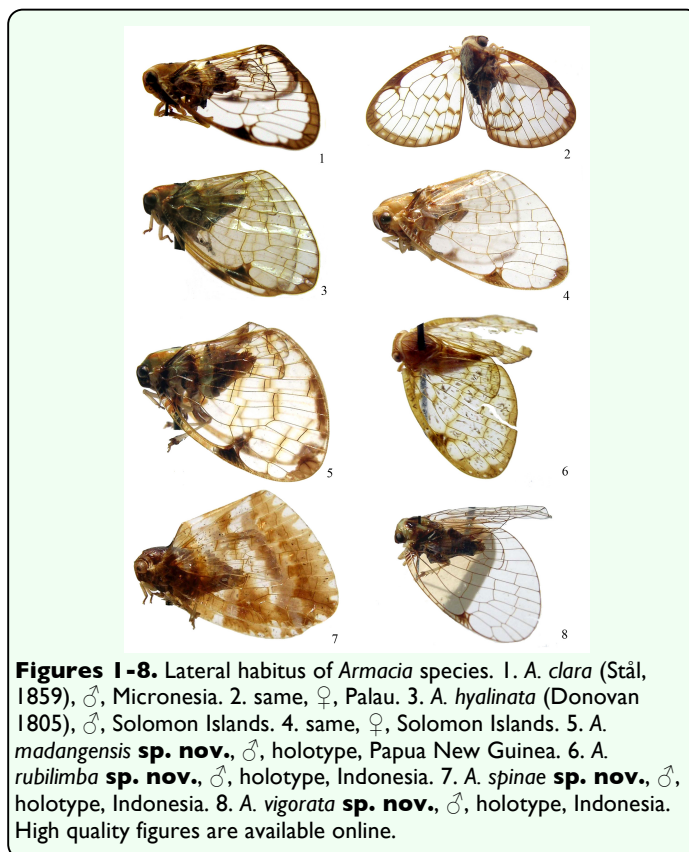 1
2
3
4
5
6
7
8
Figures 1-8. Lateral habitus of Armacia species. 1. A. clara (Stål,
1859), ♂, Micronesia. 2. same, ♀, Palau. 3. A. hyalinata (Donovan
1805), ♂, Solomon Islands. 4. same, ♀, Solomon Islands. 5. A.
madangensis sp. nov., ♂, holotype, Papua New Guinea. 6. A.
rubilimba sp. nov., ♂, holotype, Indonesia. 7. A. spinae sp. nov., ♂,
holotype, Indonesia. 8. A. vigorata sp. nov., ♂, holotype, Indonesia.
High quality figures are available online.